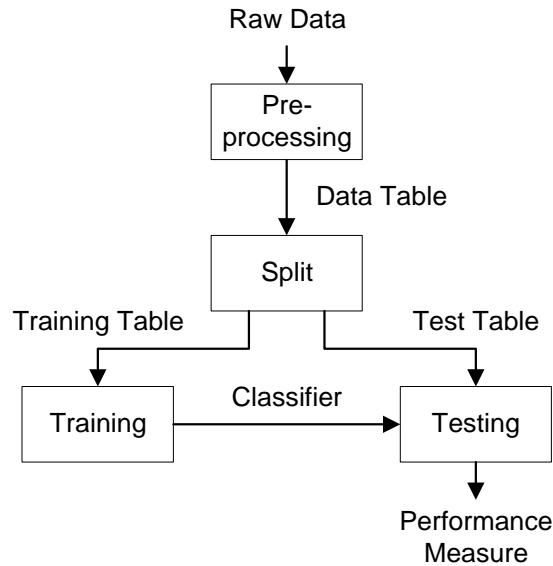 Raw Data
Pre-
processing
Data Table
Split
Training Table
Test Table
Training
Classifier
Testing
Performance
Measure